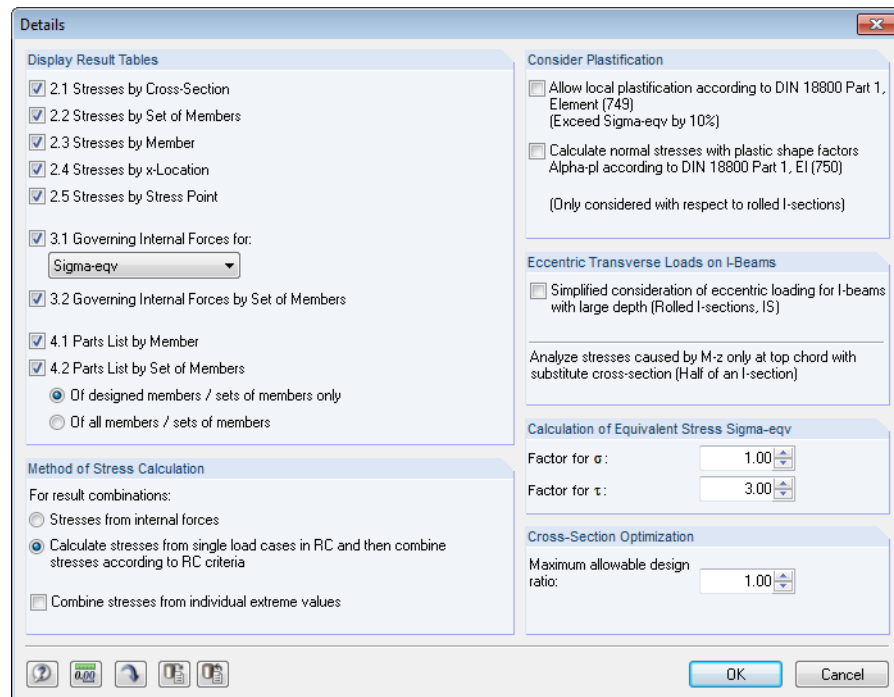 Details
Display Result Tables
2.1 Stresses by Cross-Section
2.2 Stresses by Set of Members
2.3 Stresses by Member
2.4 Stresses by x-Location
2.5 Stresses by Stress Point
3.1 Governing Internal Forces for:
Sigma-eqv
3.2 Governing Internal Forces by Set of Members
4.1 Parts List by Member
4.2 Parts List by Set of Members
Of designed members / sets of members only
Of all members / sets of members
Method of Stress Calculation
For result combinations:
Stresses from internal forces
Calculate stresses from single load cases in RC and then combine
stresses according to RC criteria
Combine stresses from individual extreme values
Consider Plastification
Allow local plastification according to DIN 18800 Part 1,
Element (749)
(Exceed Sigma-eqv by 10%)
Calculate normal stresses with plastic shape factors
Alpha-pl according to DIN 18800 Part 1, El (750)
(Only considered with respect to rolled I-sections)
Eccentric Transverse Loads on I-Beams
Simplified consideration of eccentric loading for I-beams
with large depth (Rolled I-sections, IS)
Analyze stresses caused by M-z only at top chord with
substitute cross-section (Half of an I-section)
Calculation of Equivalent Stress Sigma-eqv
Factor for σ: 1.00
Factor for τ: 3.00
Cross-Section Optimization
Maximum allowable design
ratio: 1.00
0.00
OK
Cancel